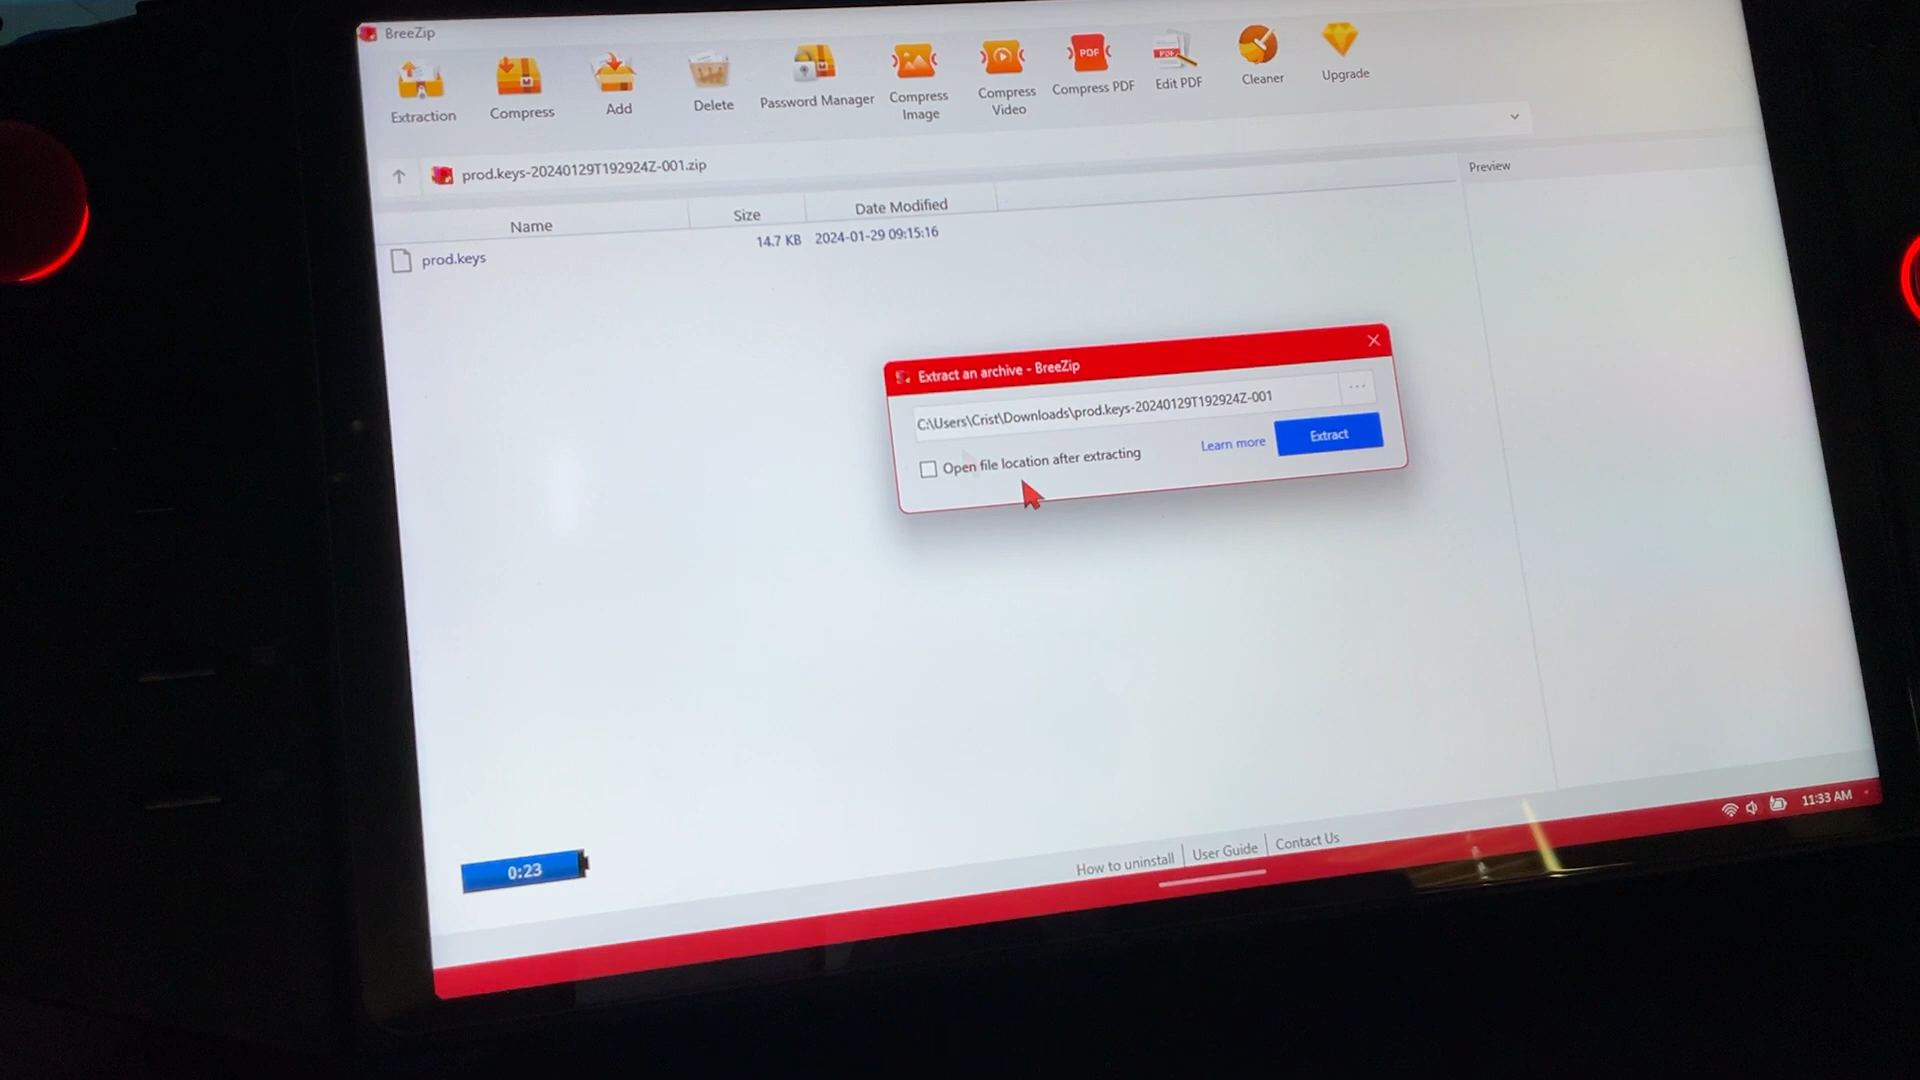 BreeZip
Extraction
Compress
Add
Delete
Password Manager
Compress
Image
Compress
Video
Compress PDF
Edit PDF
Cleaner
Upgrade
PDF
PDF
prod.keys-20240129T192924Z-001.zip
Preview
Name
Size
Date Modified
prod.keys
14.7 KB
2024-01-29 09:15:16
Extract an archive - BreeZip
C:\Users\Crist\Downloads\prod.keys-20240129T192924Z-001
...
Open file location after extracting
Learn more
Extract
0:23
How to uninstall
User Guide
Contact Us
11:33 AM